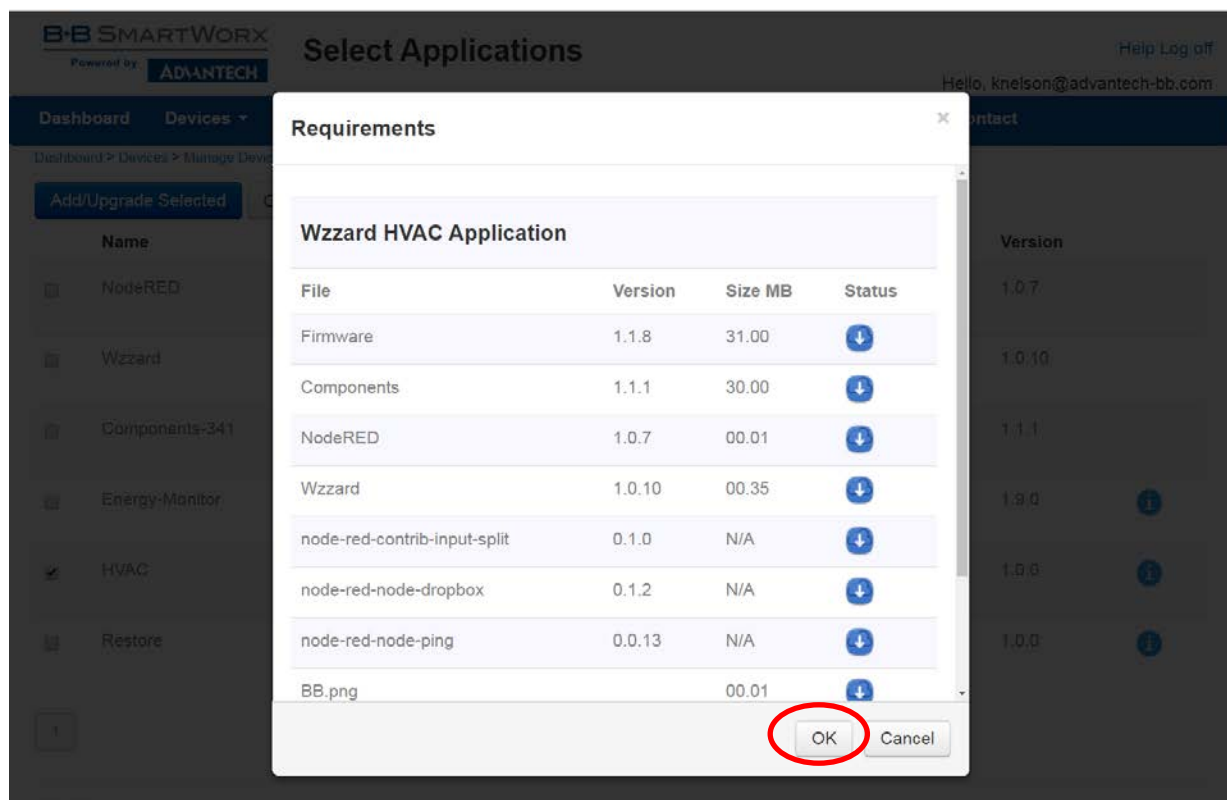 B+B SMARTWORX
Powered by ADVANTECH
Select Applications
Help Log off
Hello, knelson@advantech-bb.com
Dashboard Devices
Dashboard > Devices > Manage
Add/Upgrade Selected
Name Version
NodeRED 1.0.7
Wzzard 1.0.10
Components-341 1.1.1
Energy-Monitor 1.9.0
HVAC 1.0.0
Restore 1.0.0
1
Requirements ×
Wzzard HVAC Application
File Version Size MB Status
Firmware 1.1.8 31.00
Components 1.1.1 30.00
NodeRED 1.0.7 00.01
Wzzard 1.0.10 00.35
node-red-contrib-input-split 0.1.0 N/A
node-red-node-dropbox 0.1.2 N/A
node-red-node-ping 0.0.13 N/A
BB.png 00.01
OK Cancel